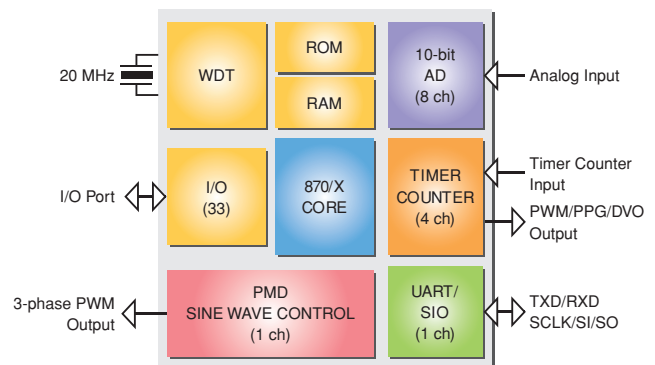 20 MHz
WDT
ROM
RAM
10-bit
AD
(8 ch)
Analog Input
I/O Port
I/O
(33)
870/X
CORE
TIMER
COUNTER
(4 ch)
Timer Counter
Input
PWM/PPG/DVO
Output
3-phase PWM
Output
PMD
SINE WAVE CONTROL
(1 ch)
UART/
SIO
(1 ch)
TXD/RXD
SCLK/SI/SO